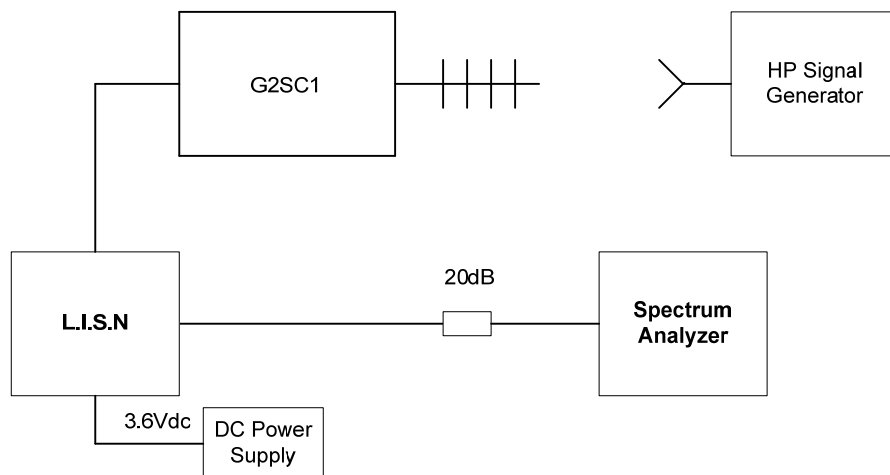 G2SC1
HP Signal
Generator
20dB
L.I.S.N
Spectrum
Analyzer
3.6Vdc
DC Power
Supply